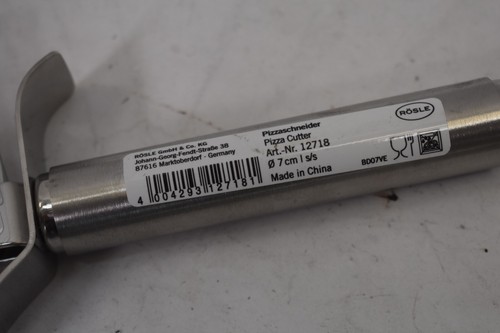 RÖSLE GmbH & Co. KG
Johann-Georg-Fendt-Straße 38
87616 Marktoberdorf - Germany
4 004293 127181
Pizzaschneider
Pizza Cutter
Art.-Nr. 12718
Ø 7cm | s/s
Made in China
RÖSLE
BD07VE